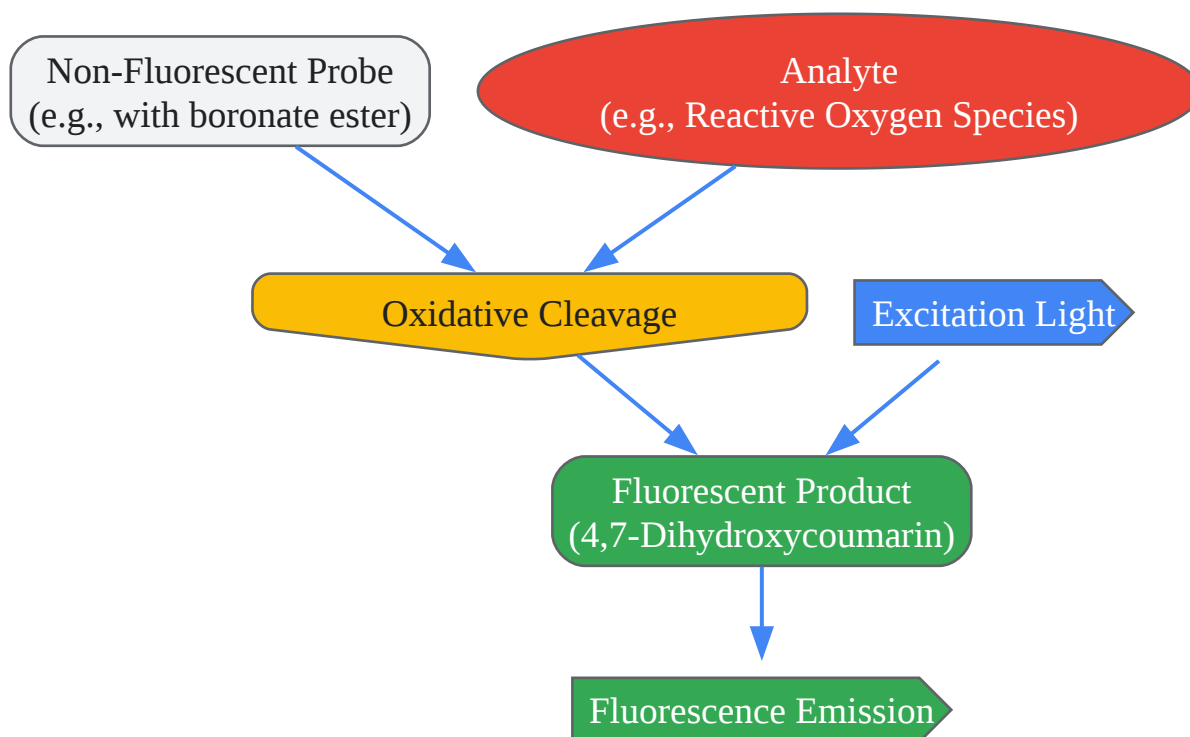 Non-Fluorescent Probe
(e.g., with boronate ester)
Analyte
(e.g., Reactive Oxygen Species)
Oxidative Cleavage
Excitation Light
Fluorescent Product
(4,7-Dihydroxycoumarin)
Fluorescence Emission